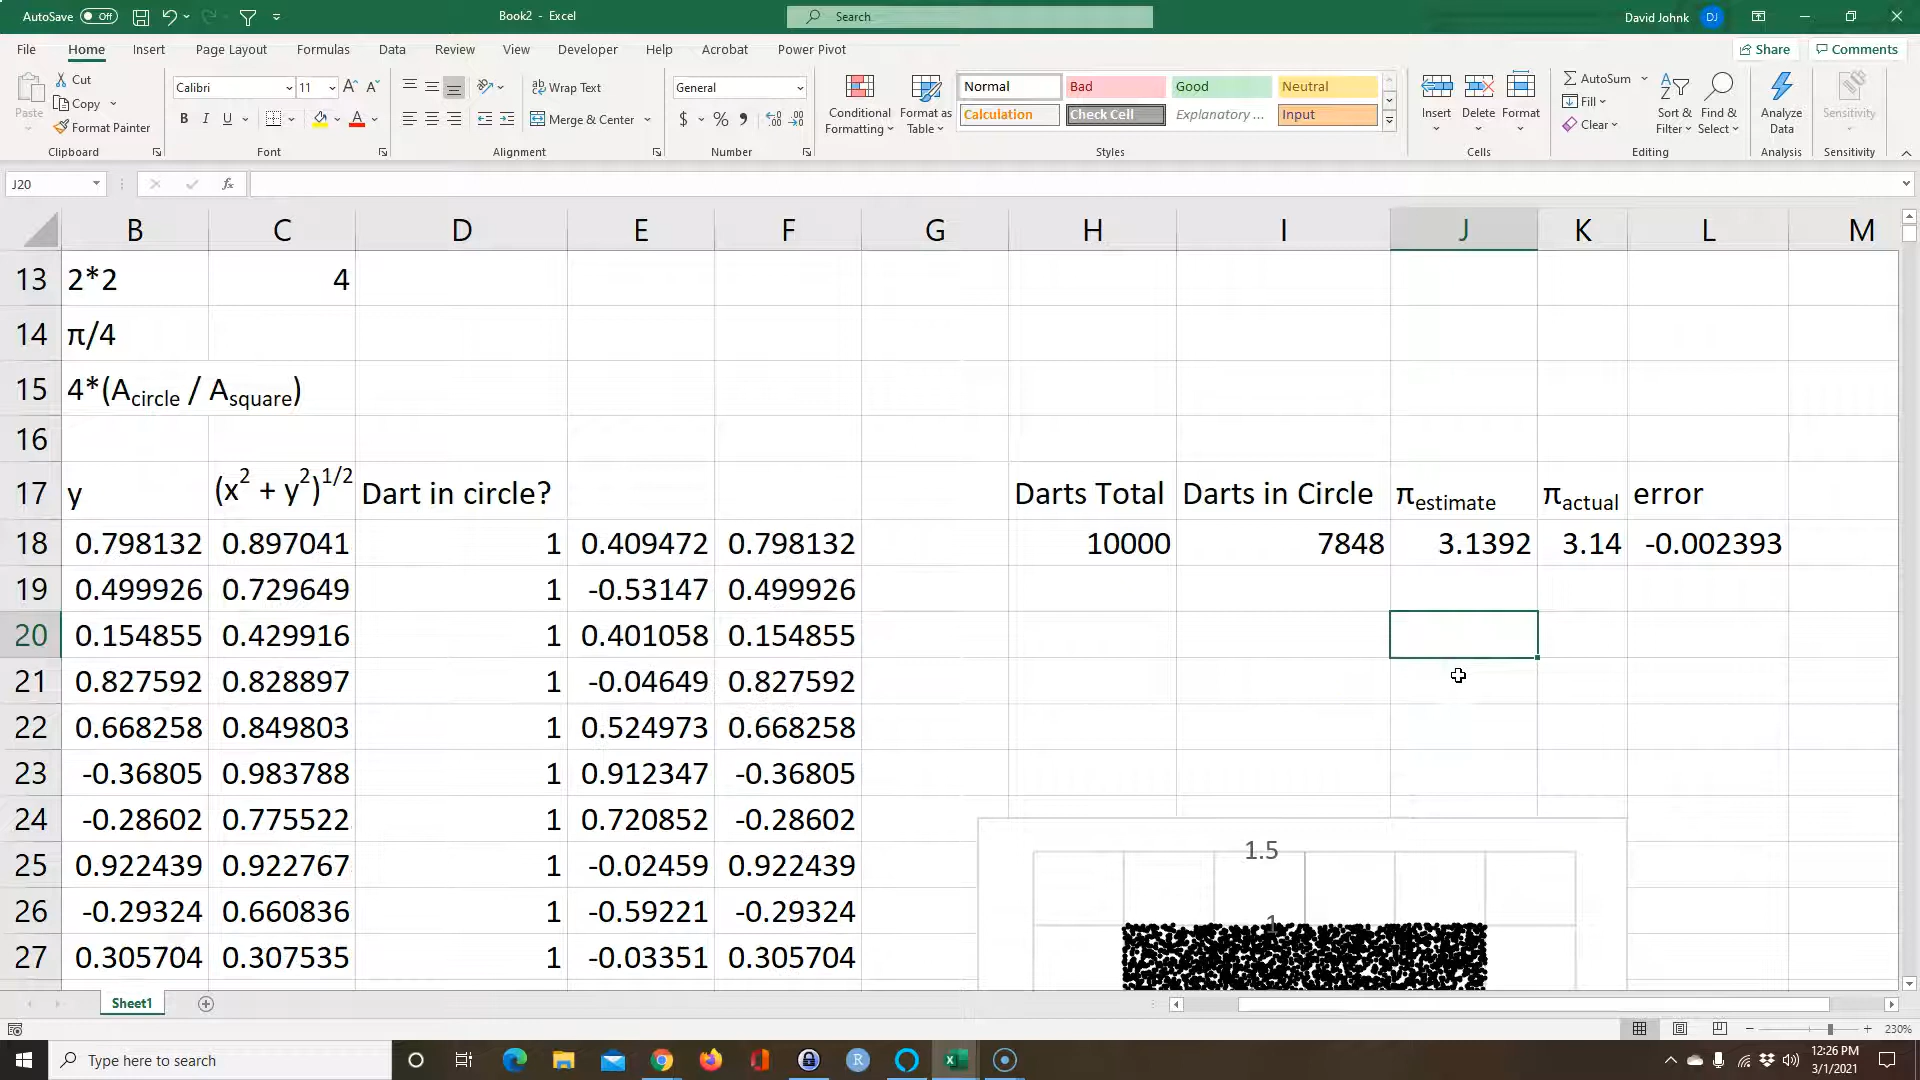 AutoSave Off Book2 - Excel Search David Johnk DJ
File Home Insert Page Layout Formulas Data Review View Developer Help Acrobat Power Pivot Share Comments
Paste Cut Copy Format Painter Clipboard
Calibri 11 A A B I U A Font
Wrap Text Merge & Center Alignment
General $ % Number
Conditional Formatting Format as Table
Normal Bad Good Neutral
Calculation Check Cell Explanatory ... Input
Styles
Insert Delete Format Cells
AutoSum Fill Clear Sort & Filter Find & Select Editing
Analyze Data Analysis
Sensitivity Sensitivity
J20 fx
B C D E F G H I J K L M
13 2*2 4
14 π/4
15 4*(Acircle / Asquare)
16
17 y (x² + y²)^1/2 Dart in circle? Darts Total Darts in Circle πestimate πactual error
18 0.798132 0.897041 1 0.409472 0.798132 10000 7848 3.1392 3.14 -0.002393
19 0.499926 0.729649 1 -0.53147 0.499926
20 0.154855 0.429916 1 0.401058 0.154855
21 0.827592 0.828897 1 -0.04649 0.827592
22 0.668258 0.849803 1 0.524973 0.668258
23 -0.36805 0.983788 1 0.912347 -0.36805
24 -0.28602 0.775522 1 0.720852 -0.28602
25 0.922439 0.922767 1 -0.02459 0.922439
26 -0.29324 0.660836 1 -0.59221 -0.29324
27 0.305704 0.307535 1 -0.03351 0.305704
1.5
1
Sheet1
230%
Type here to search
R
12:26 PM
3/1/2021